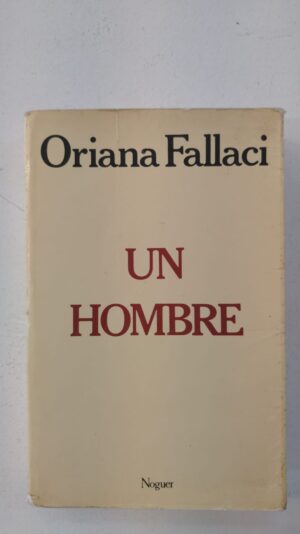 Oriana Fallaci
UN
HOMBRE
Noguer